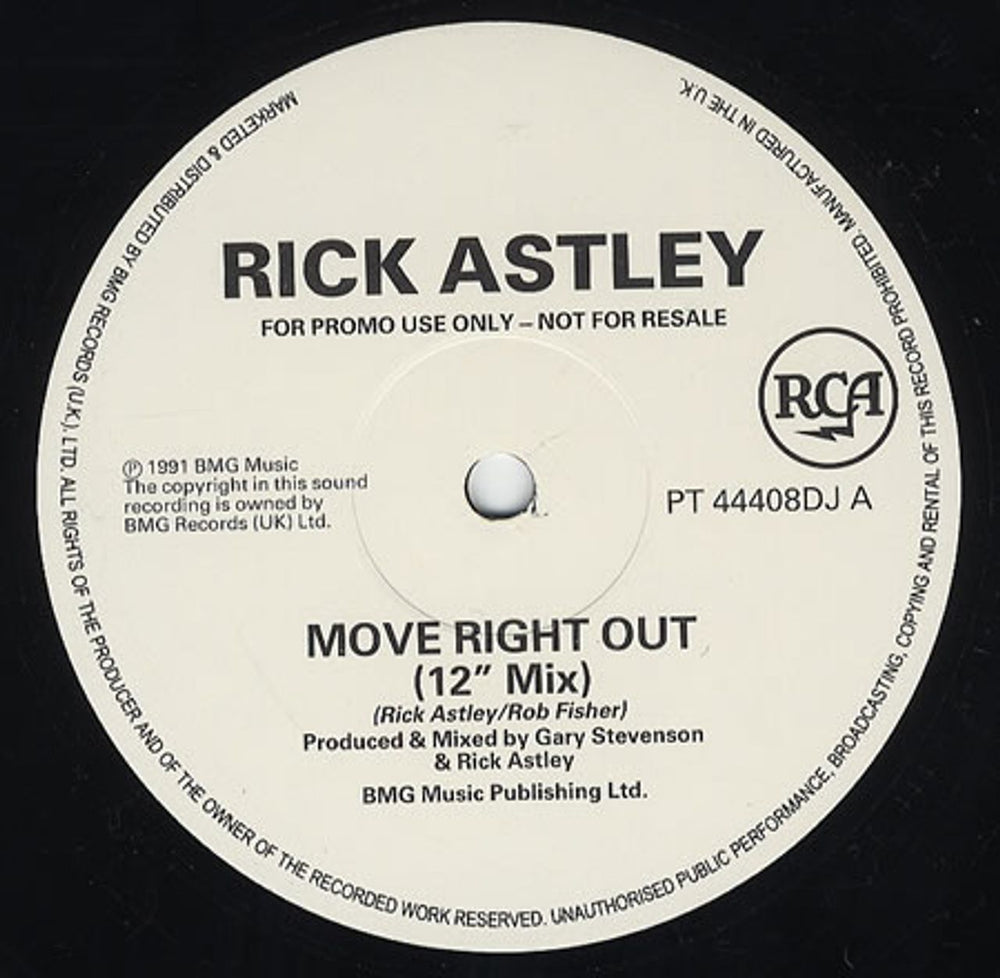 RICK ASTLEY
FOR PROMO USE ONLY – NOT FOR RESALE
RCA
℗ 1991 BMG Music
The copyright in this sound
recording is owned by
BMG Records (UK) Ltd.
PT 44408DJ A
MOVE RIGHT OUT
(12” Mix)
(Rick Astley/Rob Fisher)
Produced & Mixed by Gary Stevenson
& Rick Astley
BMG Music Publishing Ltd.
MARKETED & DISTRIBUTED BY BMG RECORDS (U.K.). LTD. ALL RIGHTS OF THE PRODUCER AND OF THE OWNER OF THE RECORDED WORK RESERVED. UNAUTHORISED PUBLIC PERFORMANCE, BROADCASTING, COPYING AND RENTAL OF THIS RECORD PROHIBITED. MANUFACTURED IN THE U.K.